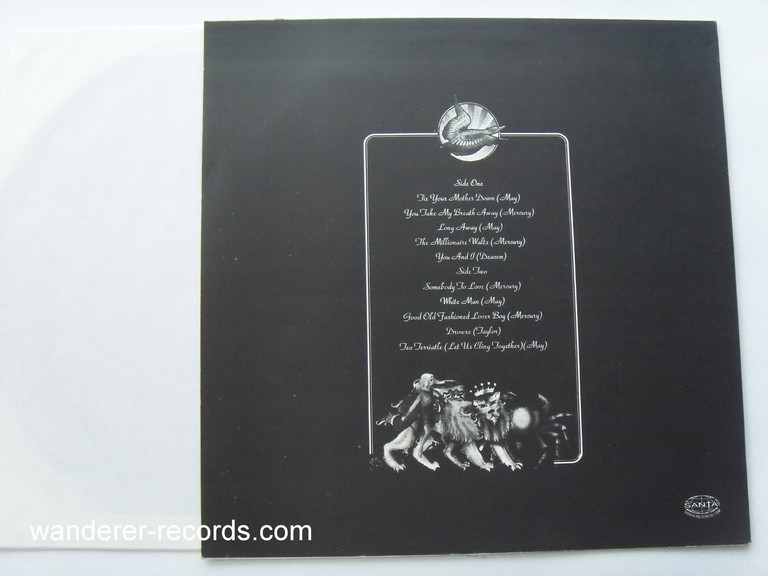 Side One
Tie Your Mother Down (May)
You Take My Breath Away (Mercury)
Long Away (May)
The Millionaire Waltz (Mercury)
You And I (Deacon)
Side Two
Somebody To Love (Mercury)
White Man (May)
Good Old Fashioned Lover Boy (Mercury)
Drowse (Taylor)
Teo Torriatte (Let Us Cling Together)(May)
SANTA
wanderer-records.com